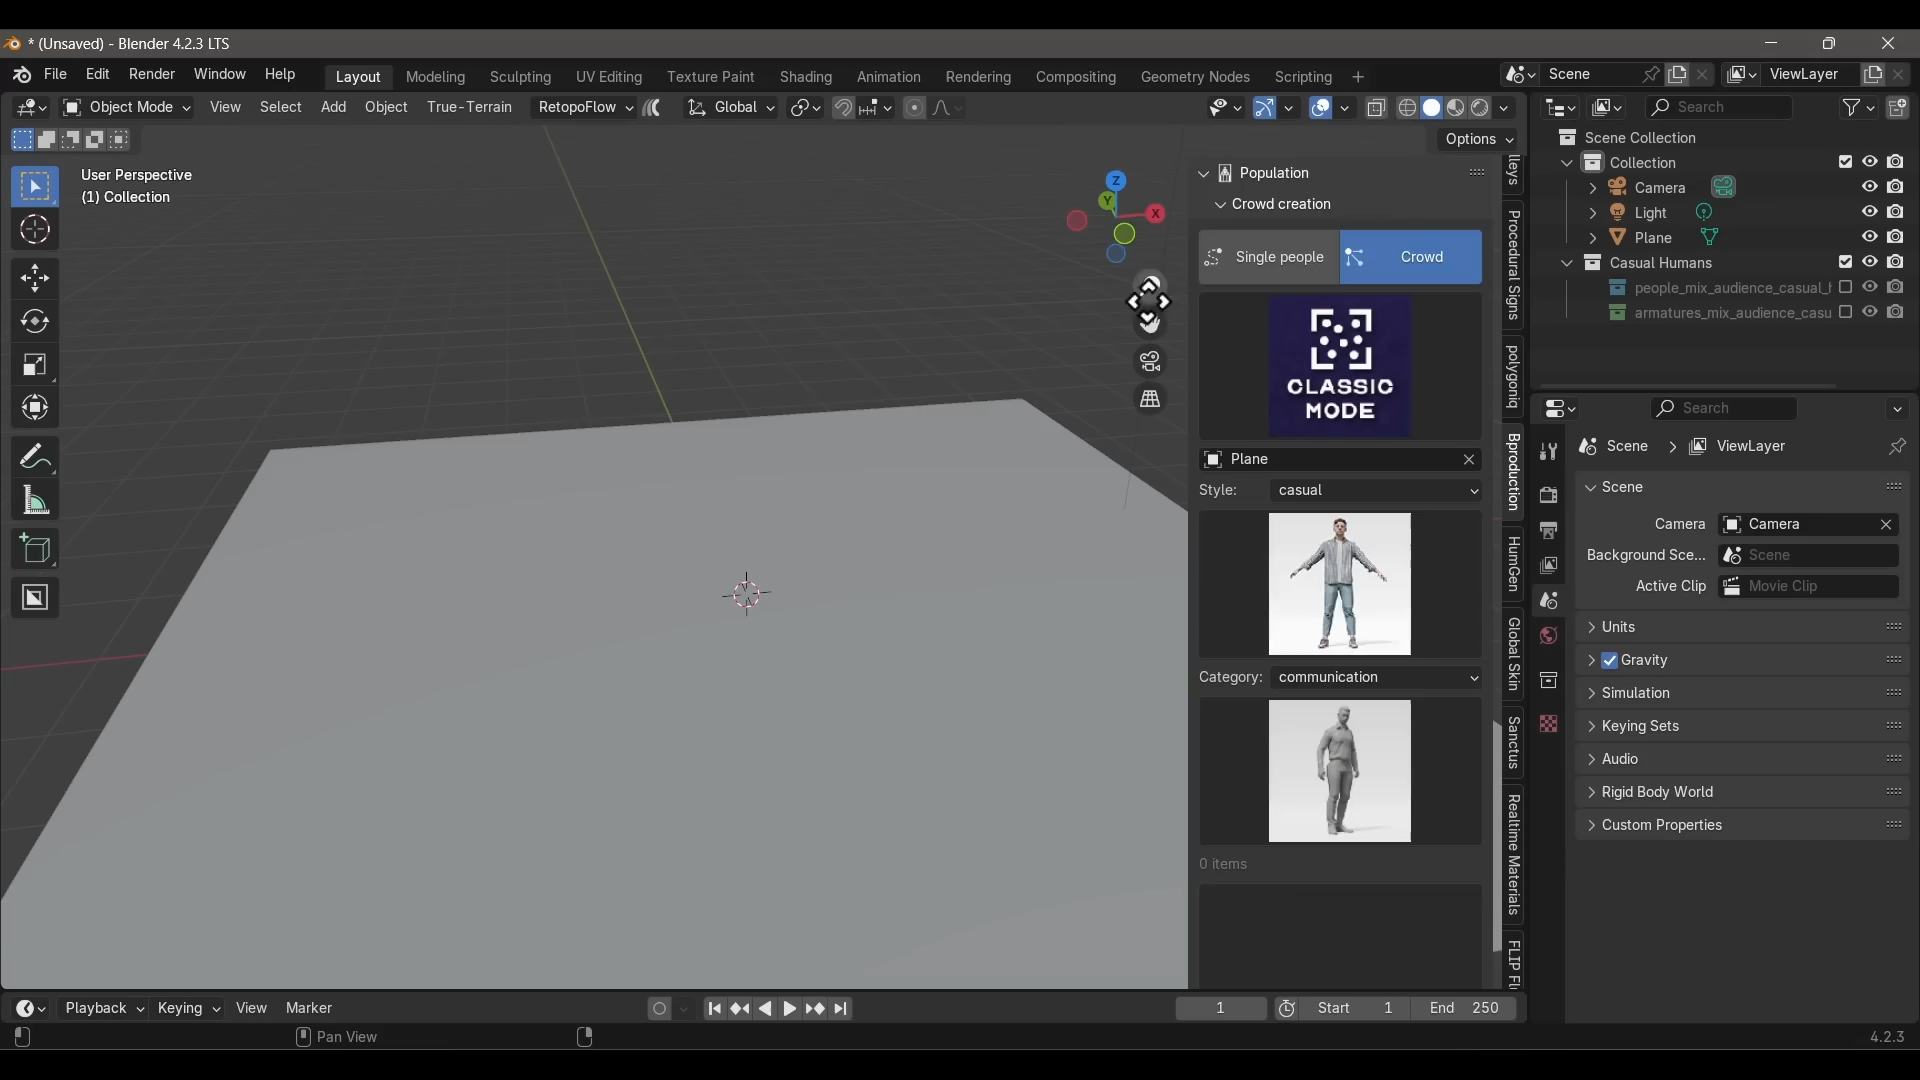 * (Unsaved) - Blender 4.2.3 LTS
File Edit Render Window Help Layout Modeling Sculpting UV Editing Texture Paint Shading Animation Rendering Compositing Geometry Nodes Scripting + Scene ViewLayer
Object Mode View Select Add Object True-Terrain RetopoFlow Global Search
Options
User Perspective
(1) Collection
Z
Y
X
Population
Crowd creation
Single people Crowd
CLASSIC
MODE
Plane
Style: casual
Category: communication
0 items
lleys
Procedural Signs
polygoniq
Bproduction
HumGen
Global Skin
Sanctus
Realtime Materials
FLIP Fl
Scene Collection
Collection
Camera
Light
Plane
Casual Humans
people_mix_audience_casual_h
armatures_mix_audience_casu
Search
Scene > ViewLayer
Scene
Camera Camera
Background Sce... Scene
Active Clip Movie Clip
Units
Gravity
Simulation
Keying Sets
Audio
Rigid Body World
Custom Properties
Playback Keying View Marker 1 Start 1 End 250
Pan View 4.2.3